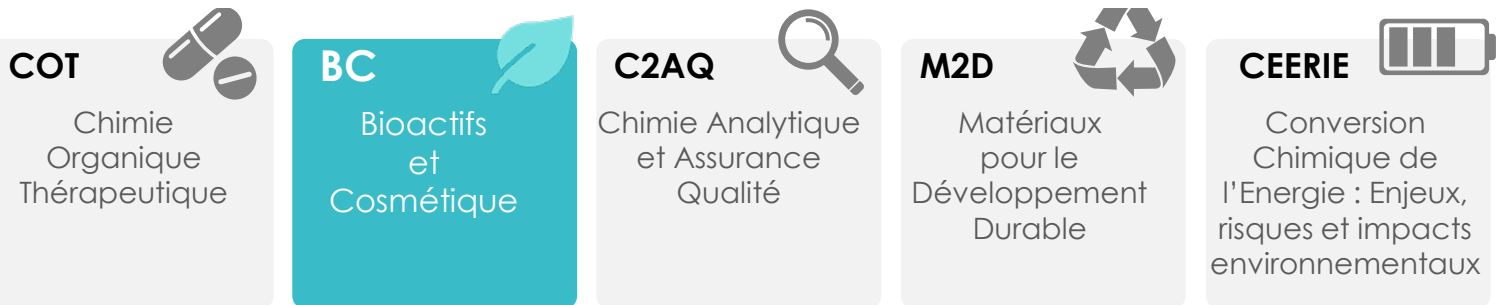 COT
Chimie
Organique
Thérapeutique
BC
Bioactifs
et
Cosmétique
C2AQ
Chimie Analytique
et Assurance
Qualité
M2D
Matériaux
pour le
Développement
Durable
CEERIE
Conversion
Chimique de
l'Energie : Enjeux,
risques et impacts
environnementaux